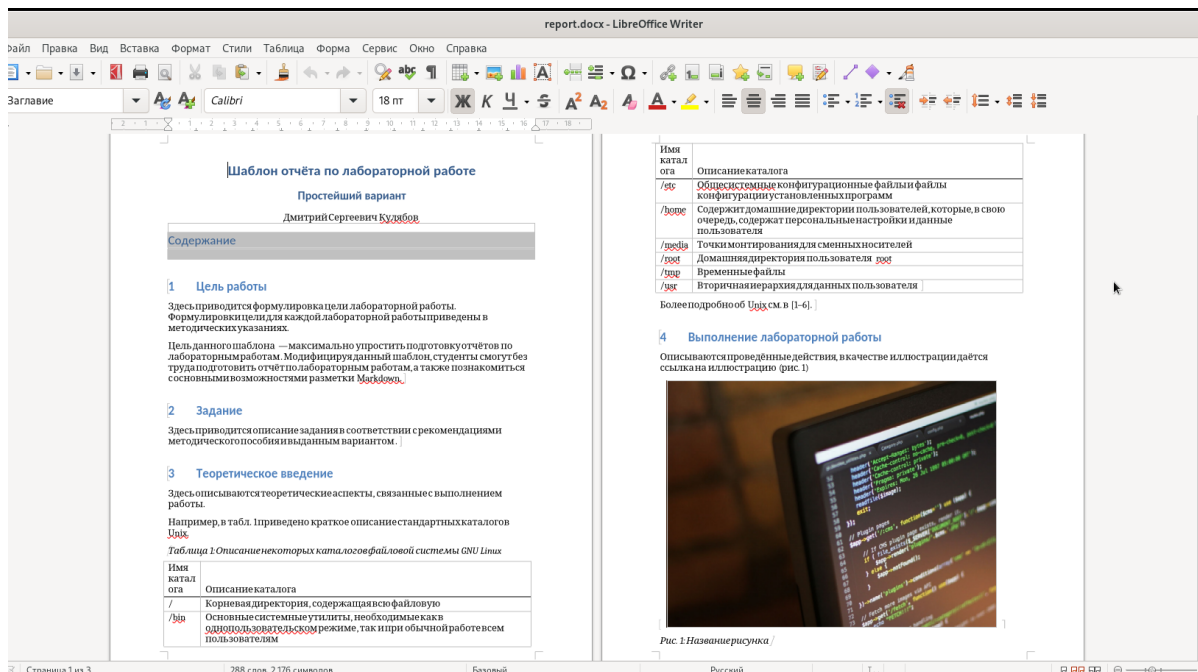 report.docx - LibreOffice Writer
Файл Правка Вид Вставка Формат Стили Таблица Форма Сервис Окно Справка
Заглавие Calibri 18 пт Ж К Ч S
Шаблон отчёта по лабораторной работе
Простейший вариант
Дмитрий Сергеевич Кулябов
Содержание
1 Цель работы
Здесь приводится формулировка цели лабораторной работы.
Формулировки цели для каждой лабораторной работы приведены в
методических указаниях.
Цель данного шаблона — максимально упростить подготовку отчётов по
лабораторным работам. Модифицируя данный шаблон, студенты смогут без
труда подготовить отчёт по лабораторным работам, а также познакомиться
с основными возможностями разметки Markdown.
2 Задание
Здесь приводится описание задания в соответствии с рекомендациями
методического пособия и выданным вариантом.
3 Теоретическое введение
Здесь описываются теоретические аспекты, связанные с выполнением
работы.
Например, в табл. 1 приведено краткое описание стандартных каталогов
Unix.
Таблица 1: Описание некоторых каталогов файловой системы GNU Linux
Имя
катал
ога Описание каталога
/ Корневая директория, содержащая всю файловую
/bin Основные системные утилиты, необходимые как в
однопользовательском режиме, так и при обычной работе всем
пользователям
Имя
катал
ога Описание каталога
/etc Общесистемные конфигурационные файлы и файлы
конфигурации установленных программ
/home Содержит домашние директории пользователей, которые, в свою
очередь, содержат персональные настройки и данные
пользователя
/media Точки монтирования для сменных носителей
/root Домашняя директория пользователя root
/tmp Временные файлы
/usr Вторичная иерархия для данных пользователя
Более подробно об Unix см. в [1–6].
4 Выполнение лабораторной работы
Описываются проведённые действия, в качестве иллюстрации даётся
ссылка на иллюстрацию (рис. 1)
Рис. 1: Название рисунка
Страница 1 из 3 288 слов, 2 176 символов Базовый Русский